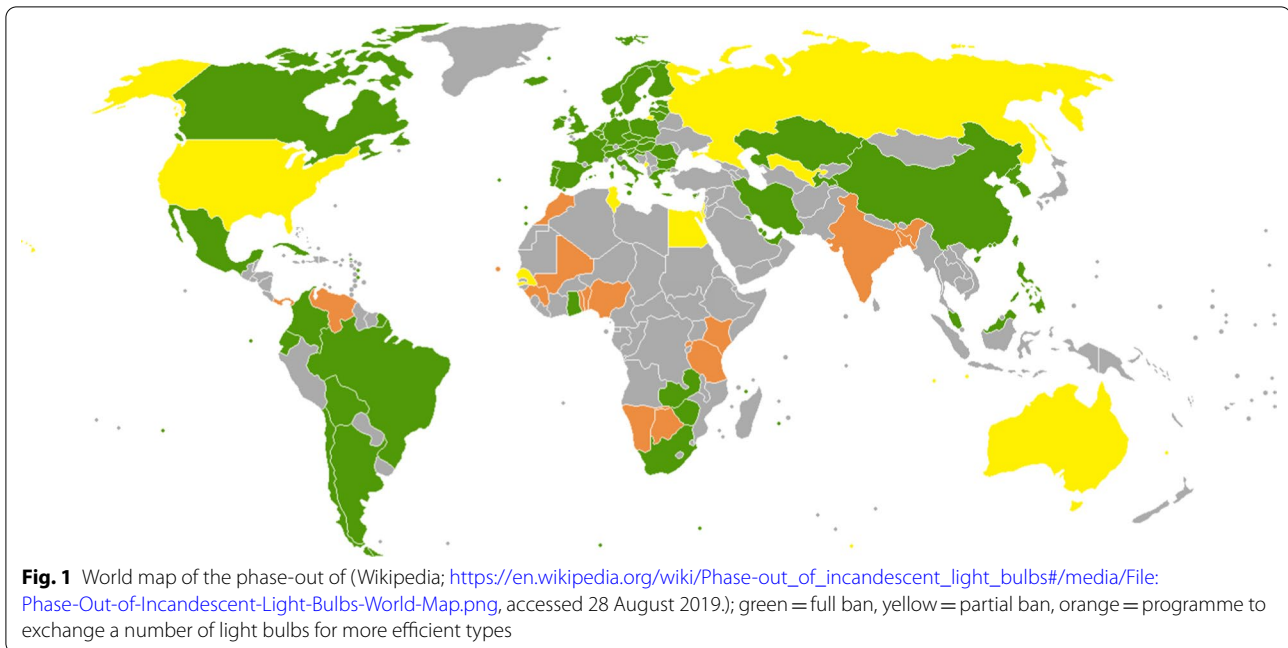 Fig. 1 World map of the phase-out of (Wikipedia; https://en.wikipedia.org/wiki/Phase-out_of_incandescent_light_bulbs#/media/File:
Phase-Out-of-Incandescent-Light-Bulbs-World-Map.png, accessed 28 August 2019.); green = full ban, yellow = partial ban, orange = programme to
exchange a number of light bulbs for more efficient types